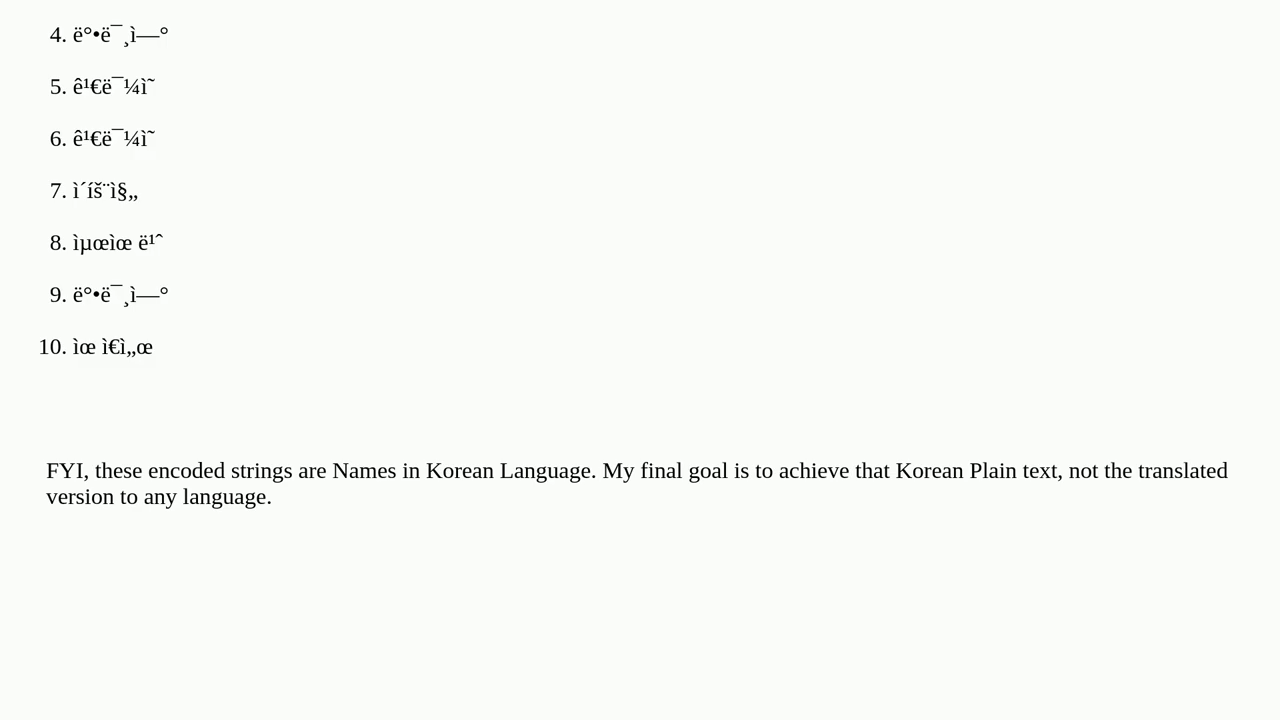 4. ë°•ë¯¸ì—°
5. ê¹€ë¯¼ì˜
6. ê¹€ë¯¼ì˜
7. ì´íš¨ì§„
8. ìµœìœ ë¹ˆ
9. ë°•ë¯¸ì—°
10. ìœ ì€ì„œ
FYI, these encoded strings are Names in Korean Language. My final goal is to achieve that Korean Plain text, not the translated
version to any language.